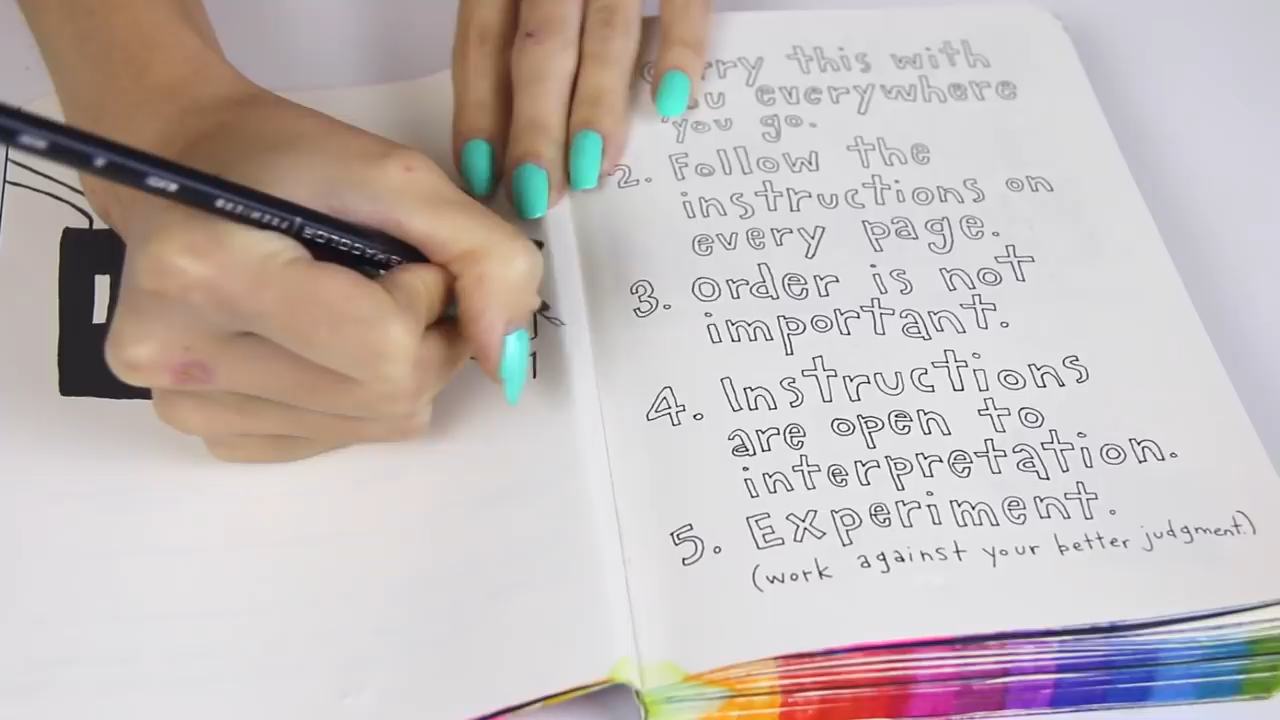 this with
everywhere
you go.
2. Follow the
instructions on
every page.
3. order is not
important.
4. Instructions
are open to
interpretation.
5. Experiment.
(work against your better judgment.)
PREMIER